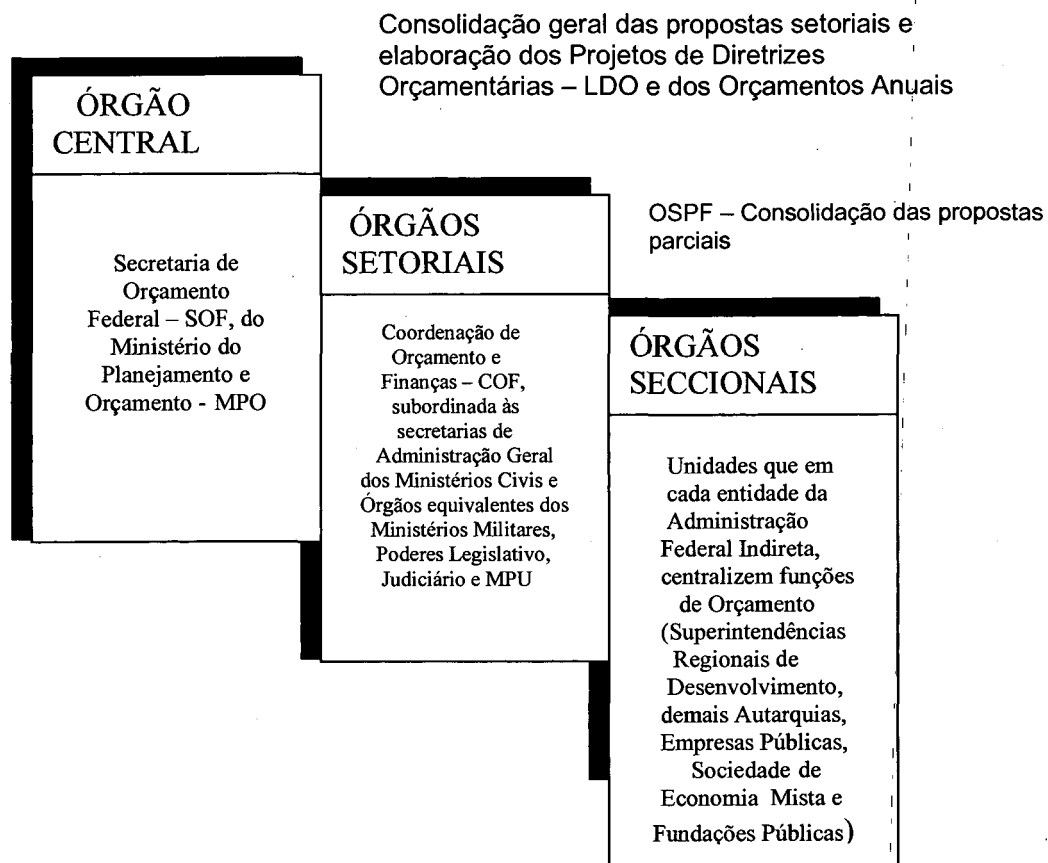 Consolidação geral das propostas setoriais e
elaboração dos Projetos de Diretrizes
Orçamentárias – LDO e dos Orçamentos Anuais
ÓRGÃO
CENTRAL
Secretaria de
Orçamento
Federal – SOF, do
Ministério do
Planejamento e
Orçamento - MPO
OSPF – Consolidação das propostas
parciais
ÓRGÃOS
SETORIAIS
Coordenação de
Orçamento e
Finanças – COF,
subordinada às
secretarias de
Administração Geral
dos Ministérios Civis e
Órgãos equivalentes dos
Ministérios Militares,
Poderes Legislativo,
Judiciário e MPU
ÓRGÃOS
SECCIONAIS
Unidades que em
cada entidade da
Administração
Federal Indireta,
centralizem funções
de Orçamento
(Superintendências
Regionais de
Desenvolvimento,
demais Autarquias,
Empresas Públicas,
Sociedade de
Economia Mista e
Fundações Públicas)